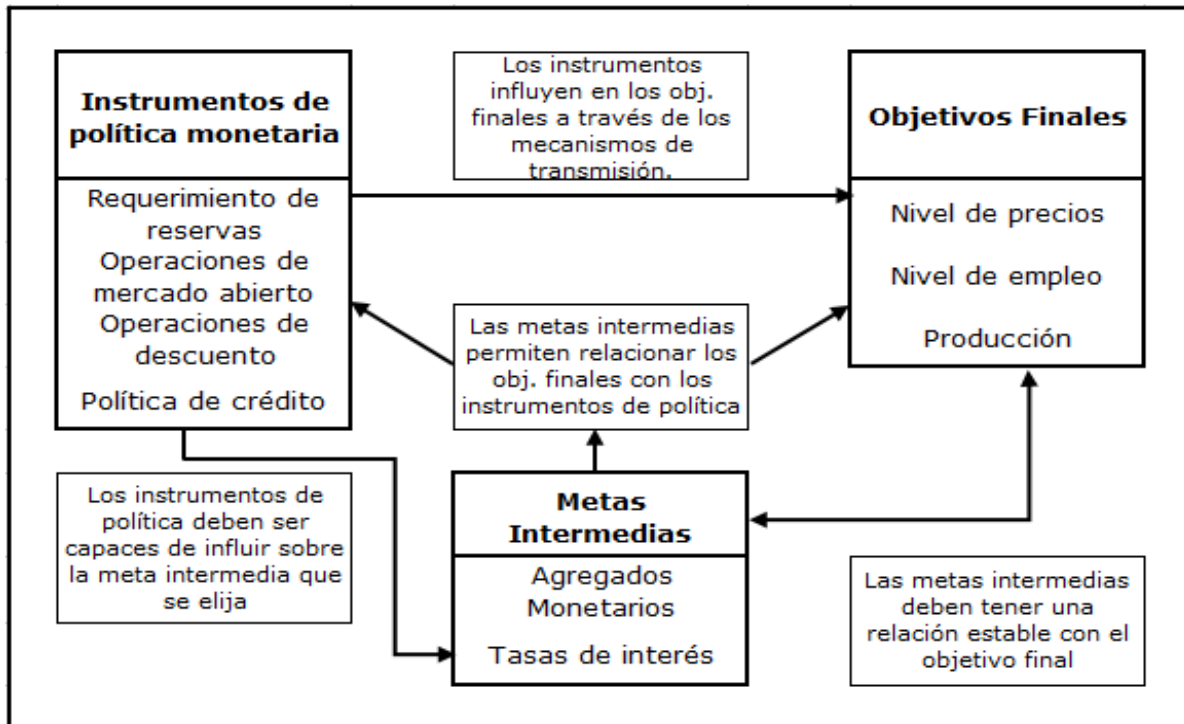 Instrumentos de
política monetaria
Requerimiento de
reservas
Operaciones de
mercado abierto
Operaciones de
descuento
Política de crédito
Los instrumentos
influyen en los obj.
finales a través de los
mecanismos de
transmisión.
Objetivos Finales
Nivel de precios
Nivel de empleo
Producción
Las metas intermedias
permiten relacionar los
obj. finales con los
instrumentos de política
Los instrumentos de
política deben ser
capaces de influir sobre
la meta intermedia que
se elija
Metas
Intermedias
Agregados
Monetarios
Tasas de interés
Las metas intermedias
deben tener una
relación estable con el
objetivo final